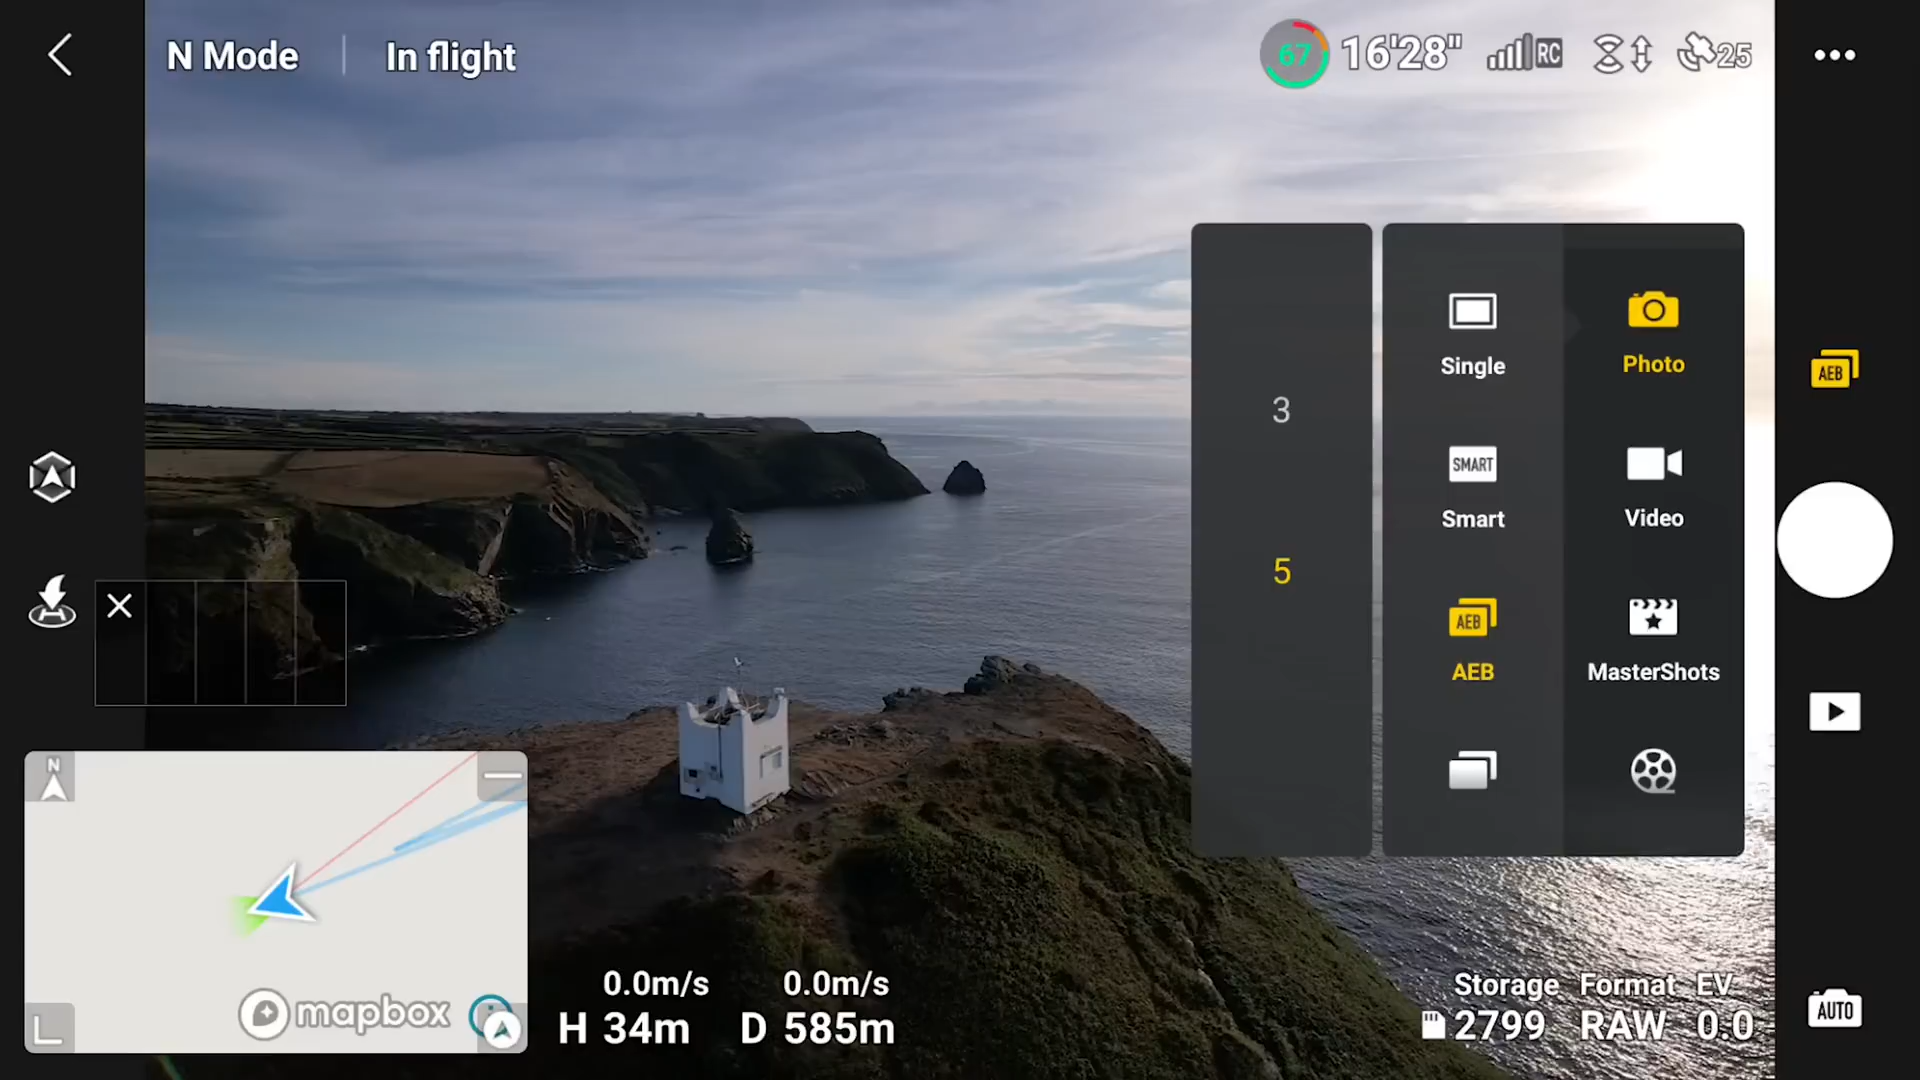 N Mode
In flight
67
16'28"
RC
25
3
5
Single
Photo
SMART
Smart
Video
AEB
AEB
MasterShots
AEB
N
mapbox
L
0.0m/s
0.0m/s
H 34m
D 585m
Storage
Format
EV
2799
RAW
0.0
AUTO